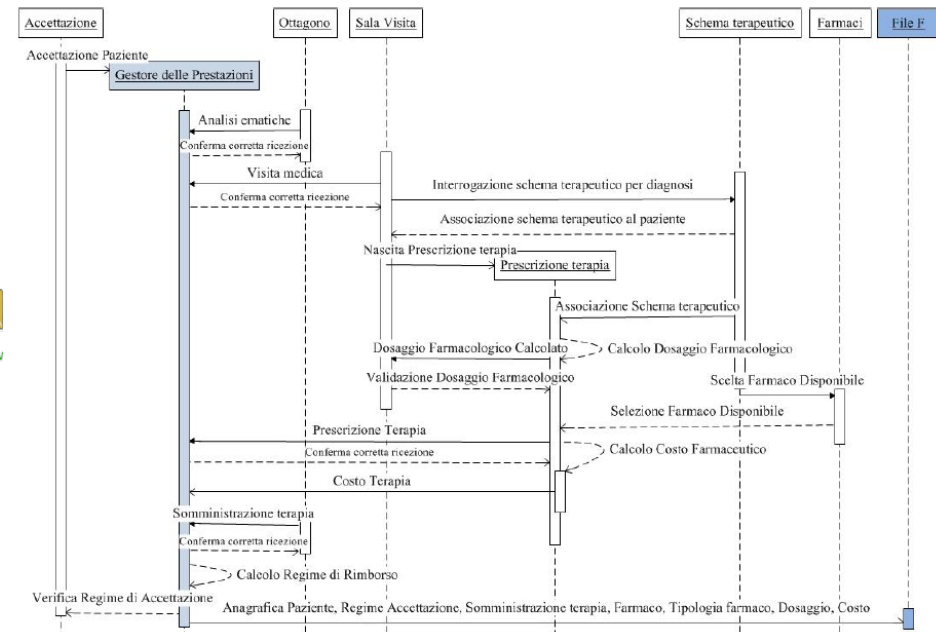 Accettazione
Ottagono
Sala Visita
Schema terapeutico
Farmaci
File F
Accettazione Paziente
Gestore delle Prestazioni
Analisi ematiche
Conferma corretta ricezione
Visita medica
Conferma corretta ricezione
Interrogazione schema terapeutico per diagnosi
Associazione schema terapeutico al paziente
Nascita Prescrizione terapia
Prescrizione terapia
Associazione Schema terapeutico
Dosaggio Farmacologico Calcolato
Calcolo Dosaggio Farmacologico
Validazione Dosaggio Farmacologico
Scelta Farmaco Disponibile
Selezione Farmaco Disponibile
Prescrizione Terapia
Conferma corretta ricezione
Calcolo Costo Farmaceutico
Costo Terapia
Somministrazione terapia
Conferma corretta ricezione
Calcolo Regime di Rimborso
Verifica Regime di Accettazione
Anagrafica Paziente, Regime Accettazione, Somministrazione terapia, Farmaco, Tipologia farmaco, Dosaggio, Costo